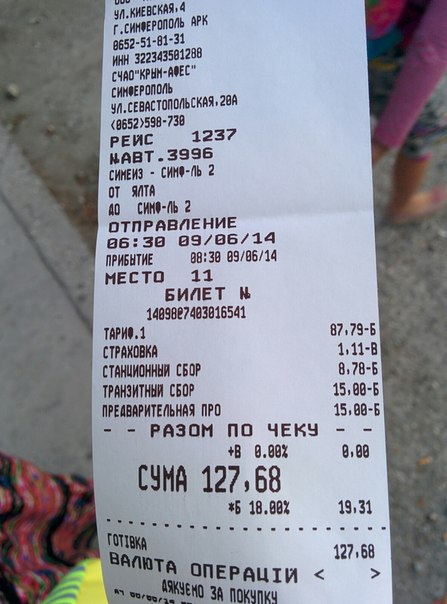 УЛ.КИЕВСКАЯ,4
Г.СИМФЕРОПОЛЬ АРК
0652-51-81-31
ИНН 322343501288
СЧАО"КРЫМ-АФЕС"
СИМФЕРОПОЛЬ
УЛ.СЕВАСТОПОЛЬСКАЯ,20А
(0652)598-730
РЕЙС 1237
№АВТ.3996
СИМЕИЗ - СИМФ-ЛЬ 2
ОТ ЯЛТА
ДО СИМФ-ЛЬ 2
ОТПРАВЛЕНИЕ
06:30 09/06/14
ПРИБЫТИЕ 08:30 09/06/14
МЕСТО 11
БИЛЕТ №
140907403016541
ТАРИФ.1 87,79-Б
СТРАХОВКА 1,11-В
СТАНЦИОННЫЙ СБОР 8,78-Б
ТРАНЗИТНЫЙ СБОР 15,00-Б
ПРЕДВАРИТЕЛЬНАЯ ПРО 15,00-Б
- - РАЗОМ ПО ЧЕКУ - -
+В 0.00% 0,00
СУМА 127,68
*Б 18.00% 19,31
ГОТІВКА 127,68
ВАЛЮТА ОПЕРАЦІЙ < >
ДЯКУЄМО ЗА ПОКУПКУ